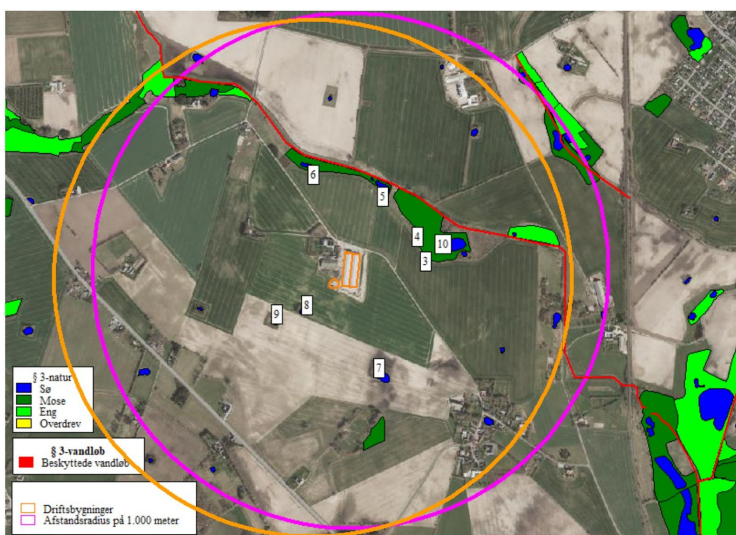 6
5
4
10
3
8
9
7
§ 3-natur
Sø
Mose
Eng
Overdrev
§ 3-vandløb
Beskyttede vandløb
Driftsbygninger
Afstandsradius på 1.000 meter